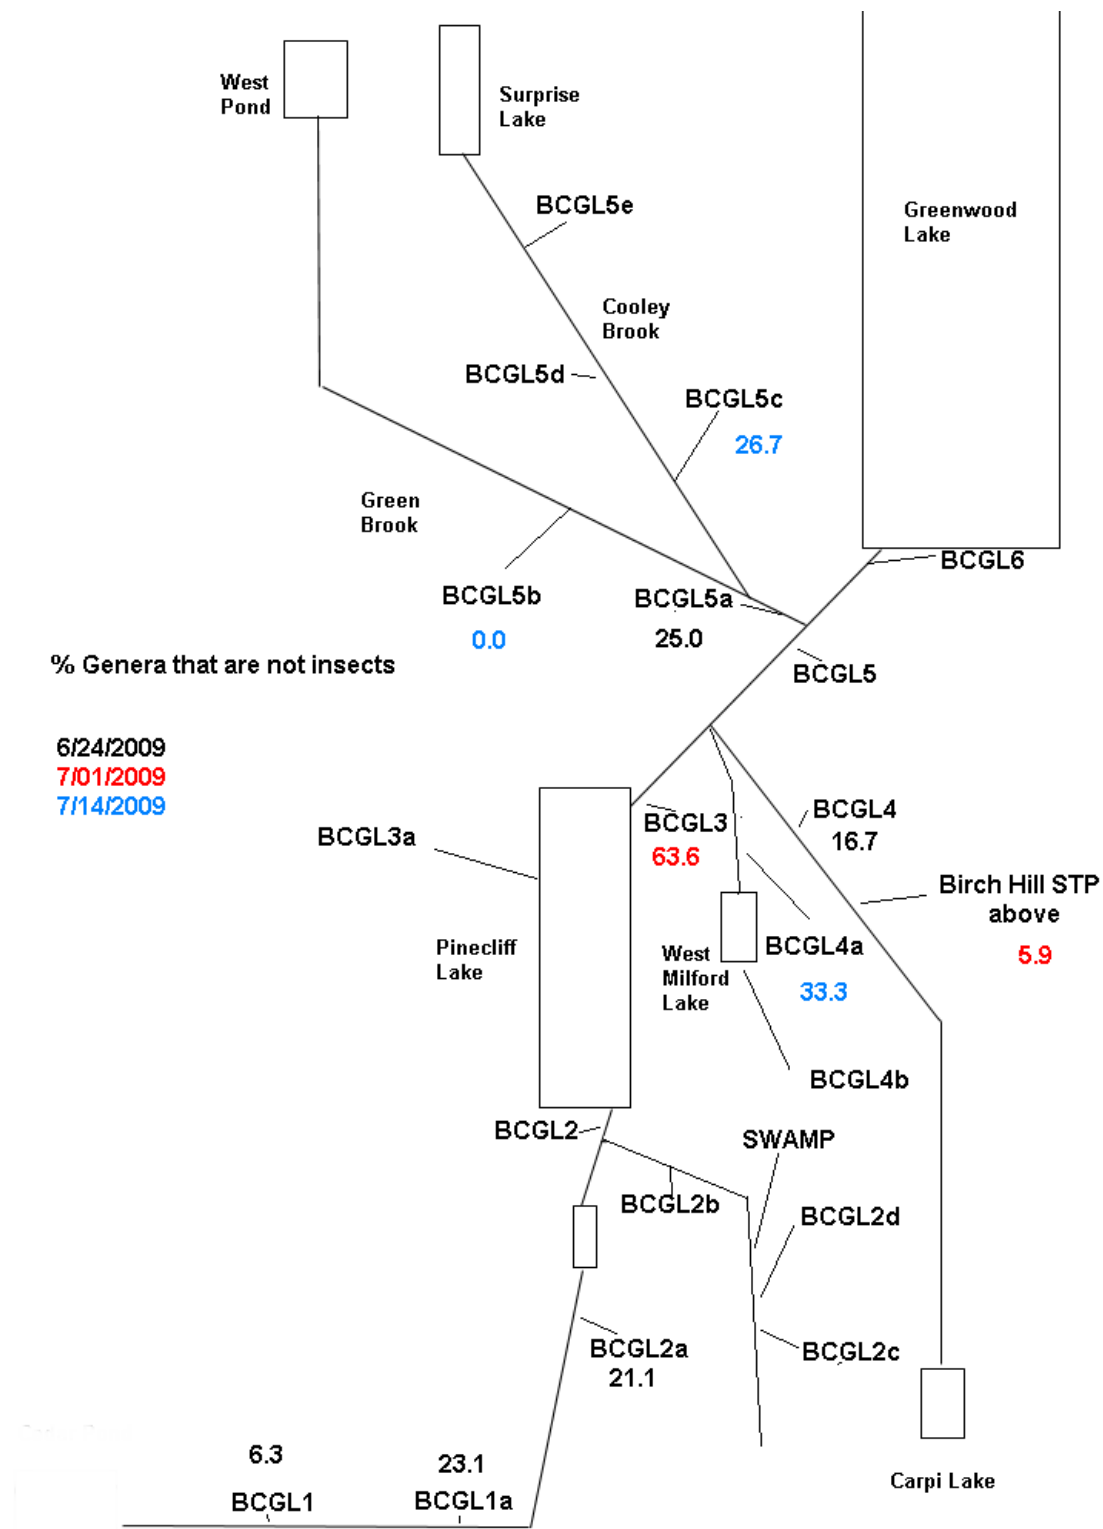 West
Pond
Surprise
Lake
Greenwood
Lake
BCGL5e
Cooley
Brook
BCGL5d
BCGL5c
26.7
Green
Brook
BCGL6
BCGL5b
0.0
BCGL5a
25.0
BCGL5
% Genera that are not insects
6/24/2009
7/01/2009
7/14/2009
BCGL3a
BCGL3
63.6
BCGL4
16.7
Birch Hill STP
above
5.9
Pinecliff
Lake
West
Milford
Lake
BCGL4a
33.3
BCGL4b
BCGL2
SWAMP
BCGL2b
BCGL2d
BCGL2a
21.1
BCGL2c
Carpi Lake
6.3
BCGL1
23.1
BCGL1a